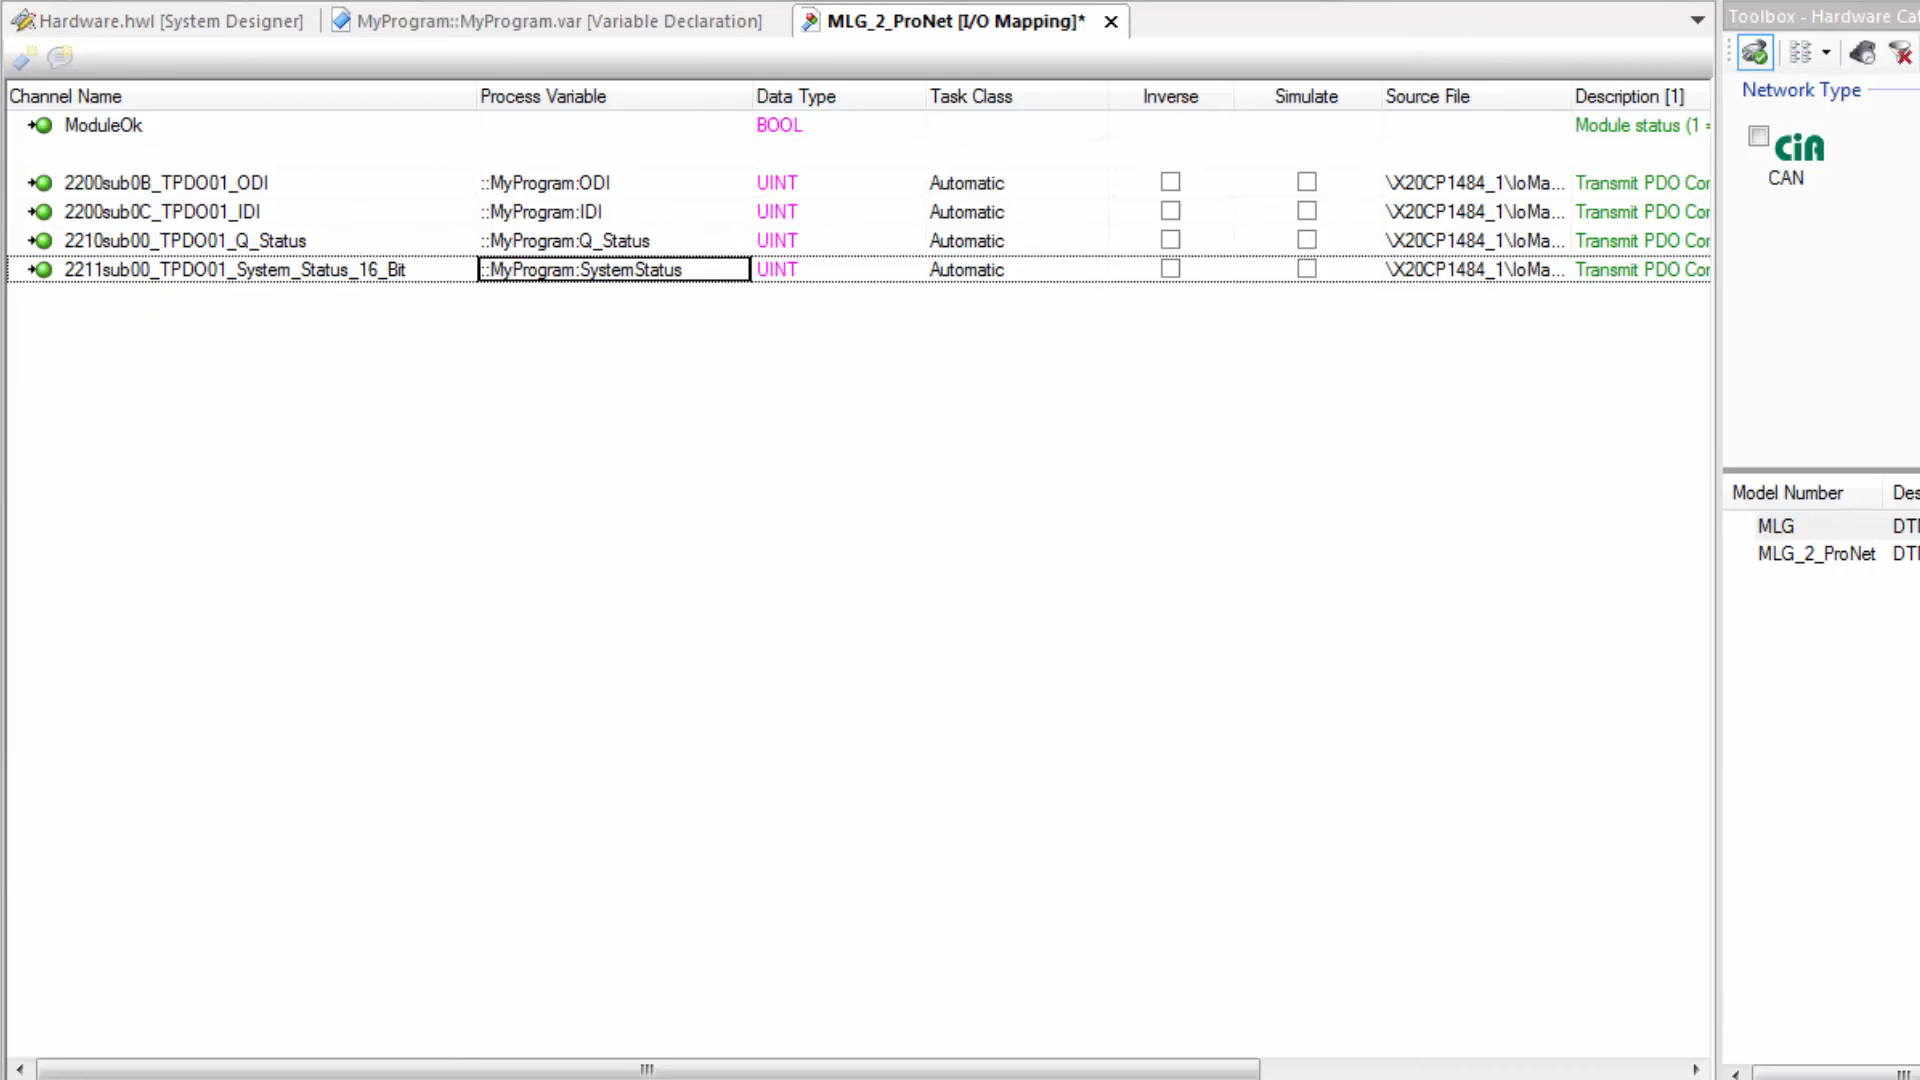 Hardware.hwl [System Designer] MyProgram::MyProgram.var [Variable Declaration] MLG_2_ProNet [I/O Mapping]*
Channel Name Process Variable Data Type Task Class Inverse Simulate Source File Description [1]
ModuleOk BOOL Module status (1 =
2200sub0B_TPDO01_ODI ::MyProgram:ODI UINT Automatic \X20CP1484_1\IoMa... Transmit PDO Cor
2200sub0C_TPDO01_IDI ::MyProgram:IDI UINT Automatic \X20CP1484_1\IoMa... Transmit PDO Cor
2210sub00_TPDO01_Q_Status ::MyProgram:Q_Status UINT Automatic \X20CP1484_1\IoMa... Transmit PDO Cor
2211sub00_TPDO01_System_Status_16_Bit ::MyProgram:SystemStatus UINT Automatic \X20CP1484_1\IoMa... Transmit PDO Cor
Toolbox - Hardware Ca
Network Type
CiA
CAN
Model Number Des
MLG DT
MLG_2_ProNet DT